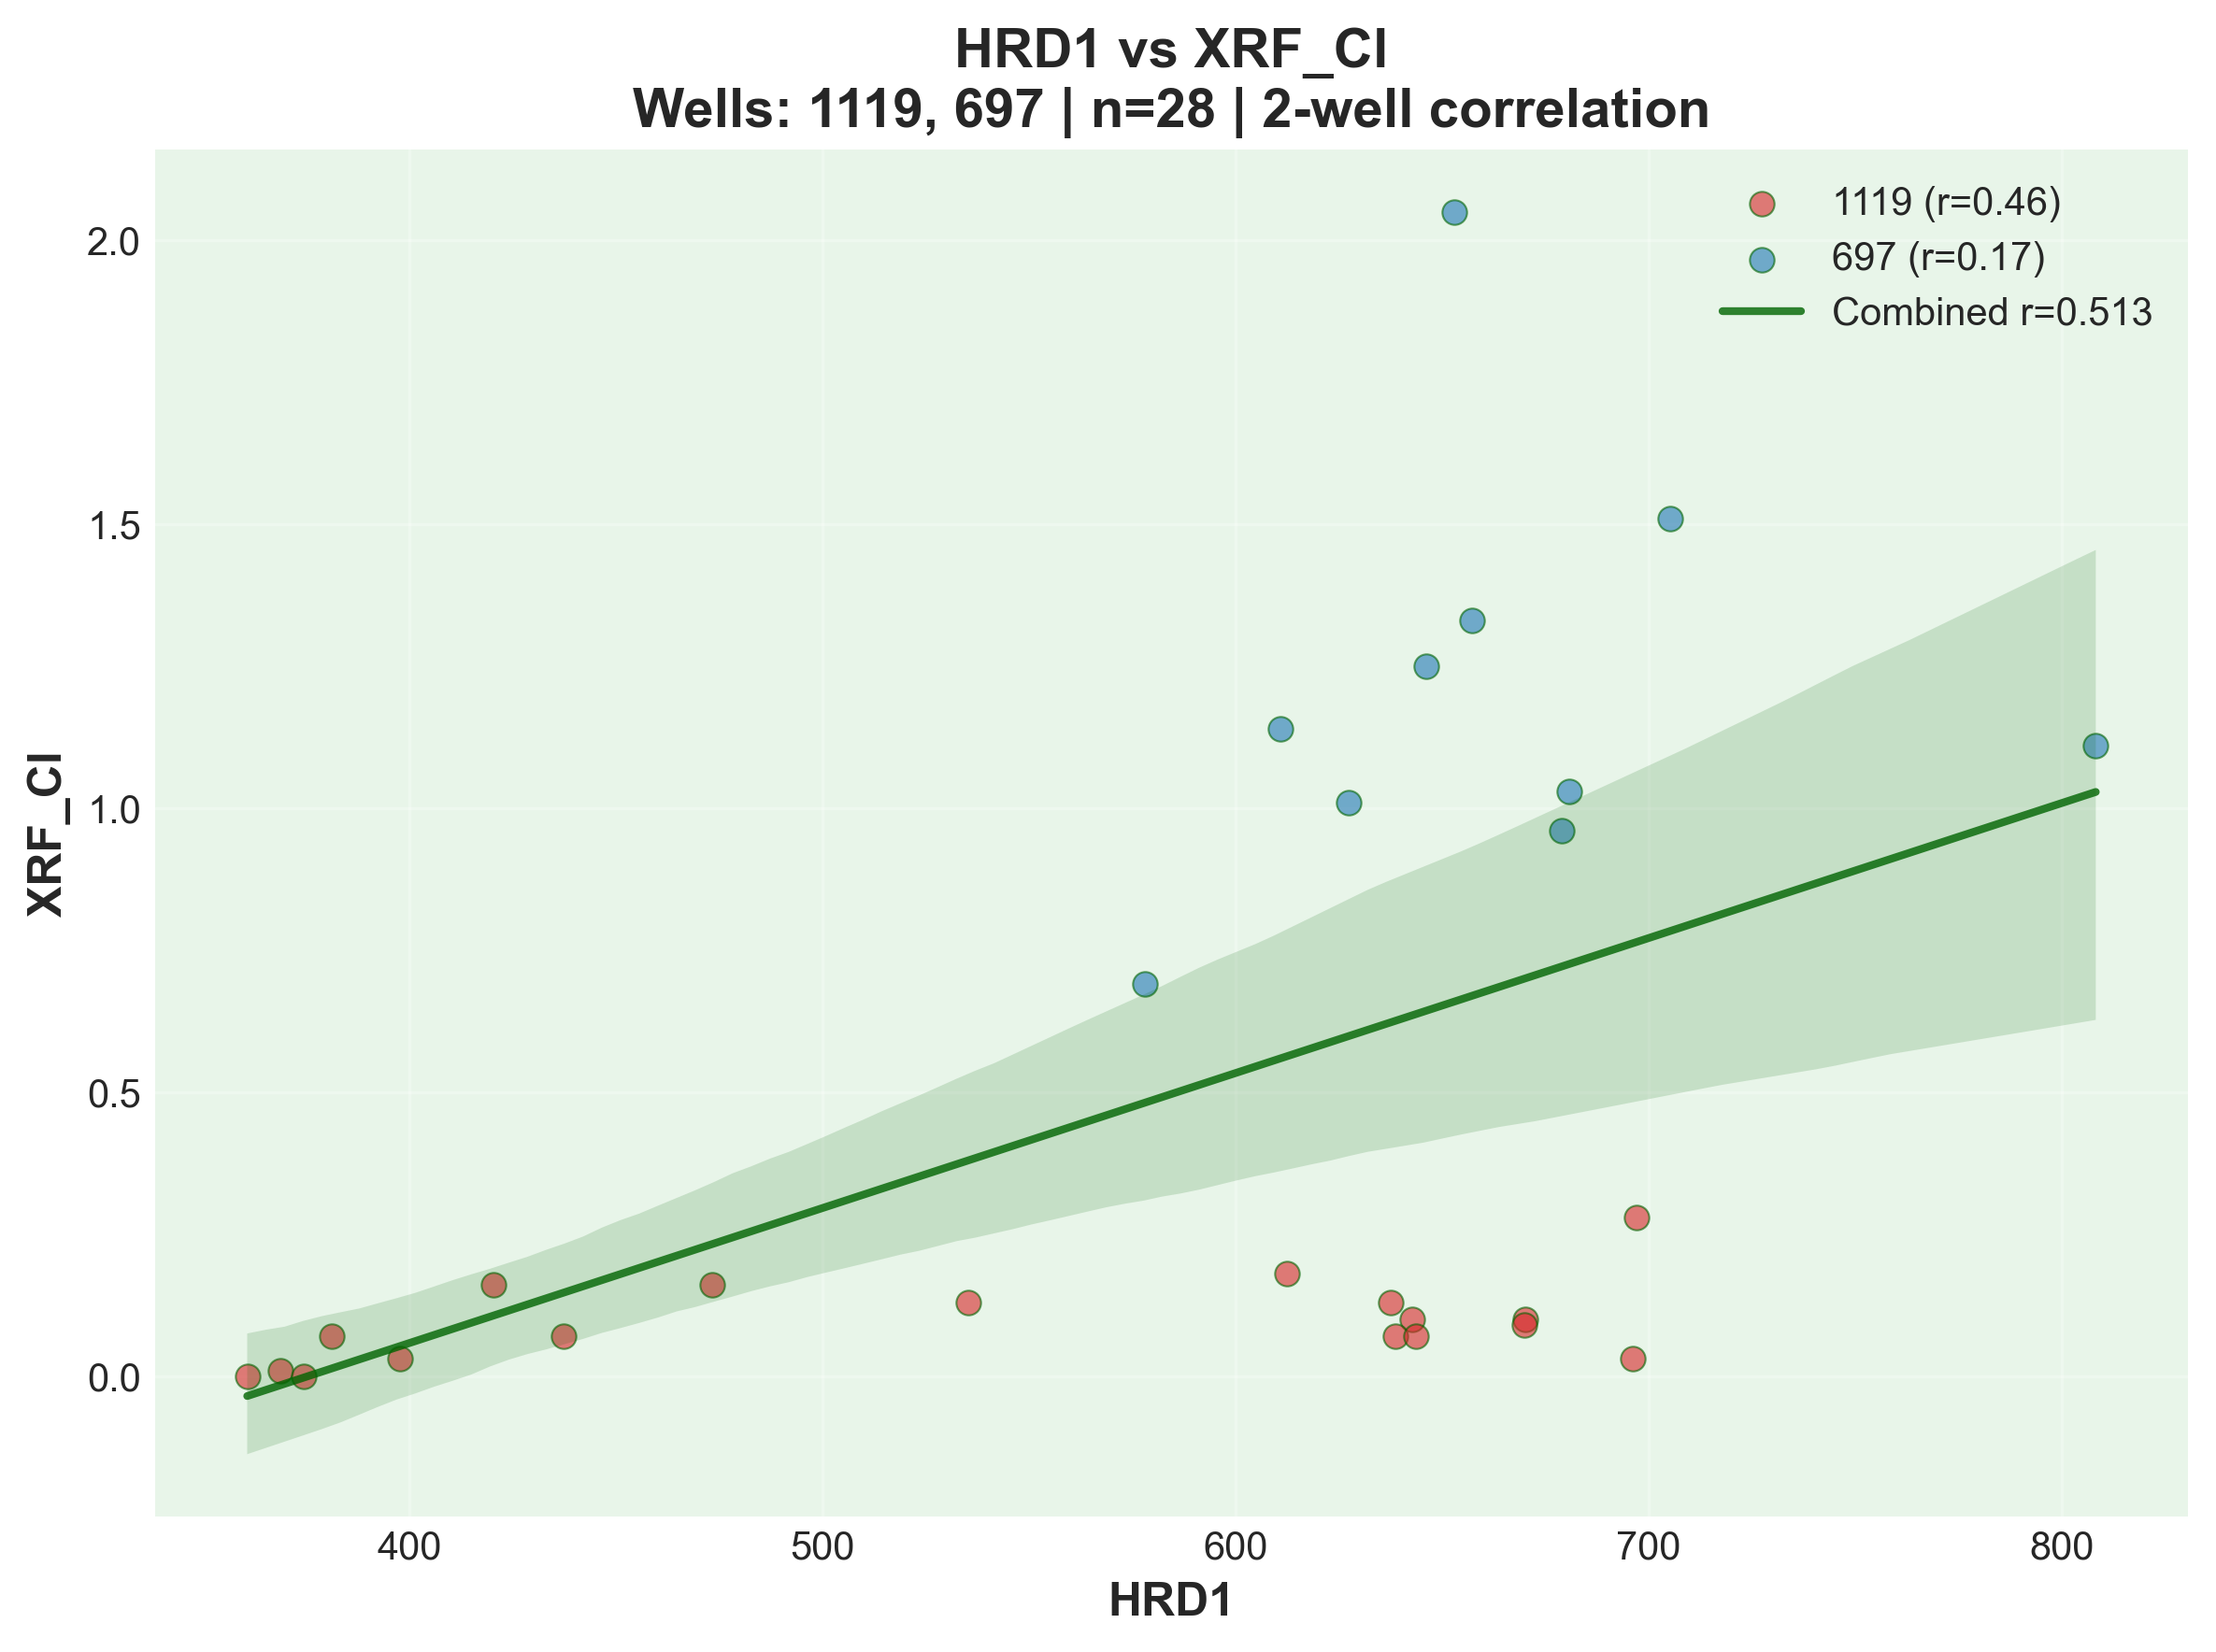 HRD1 vs XRF_Cl
Wells: 1119, 697 | n=28 | 2-well correlation
1119 (r=0.46)
697 (r=0.17)
Combined r=0.513
XRF_Cl
2.0
1.5
1.0
0.5
0.0
400
500
600
700
800
HRD1